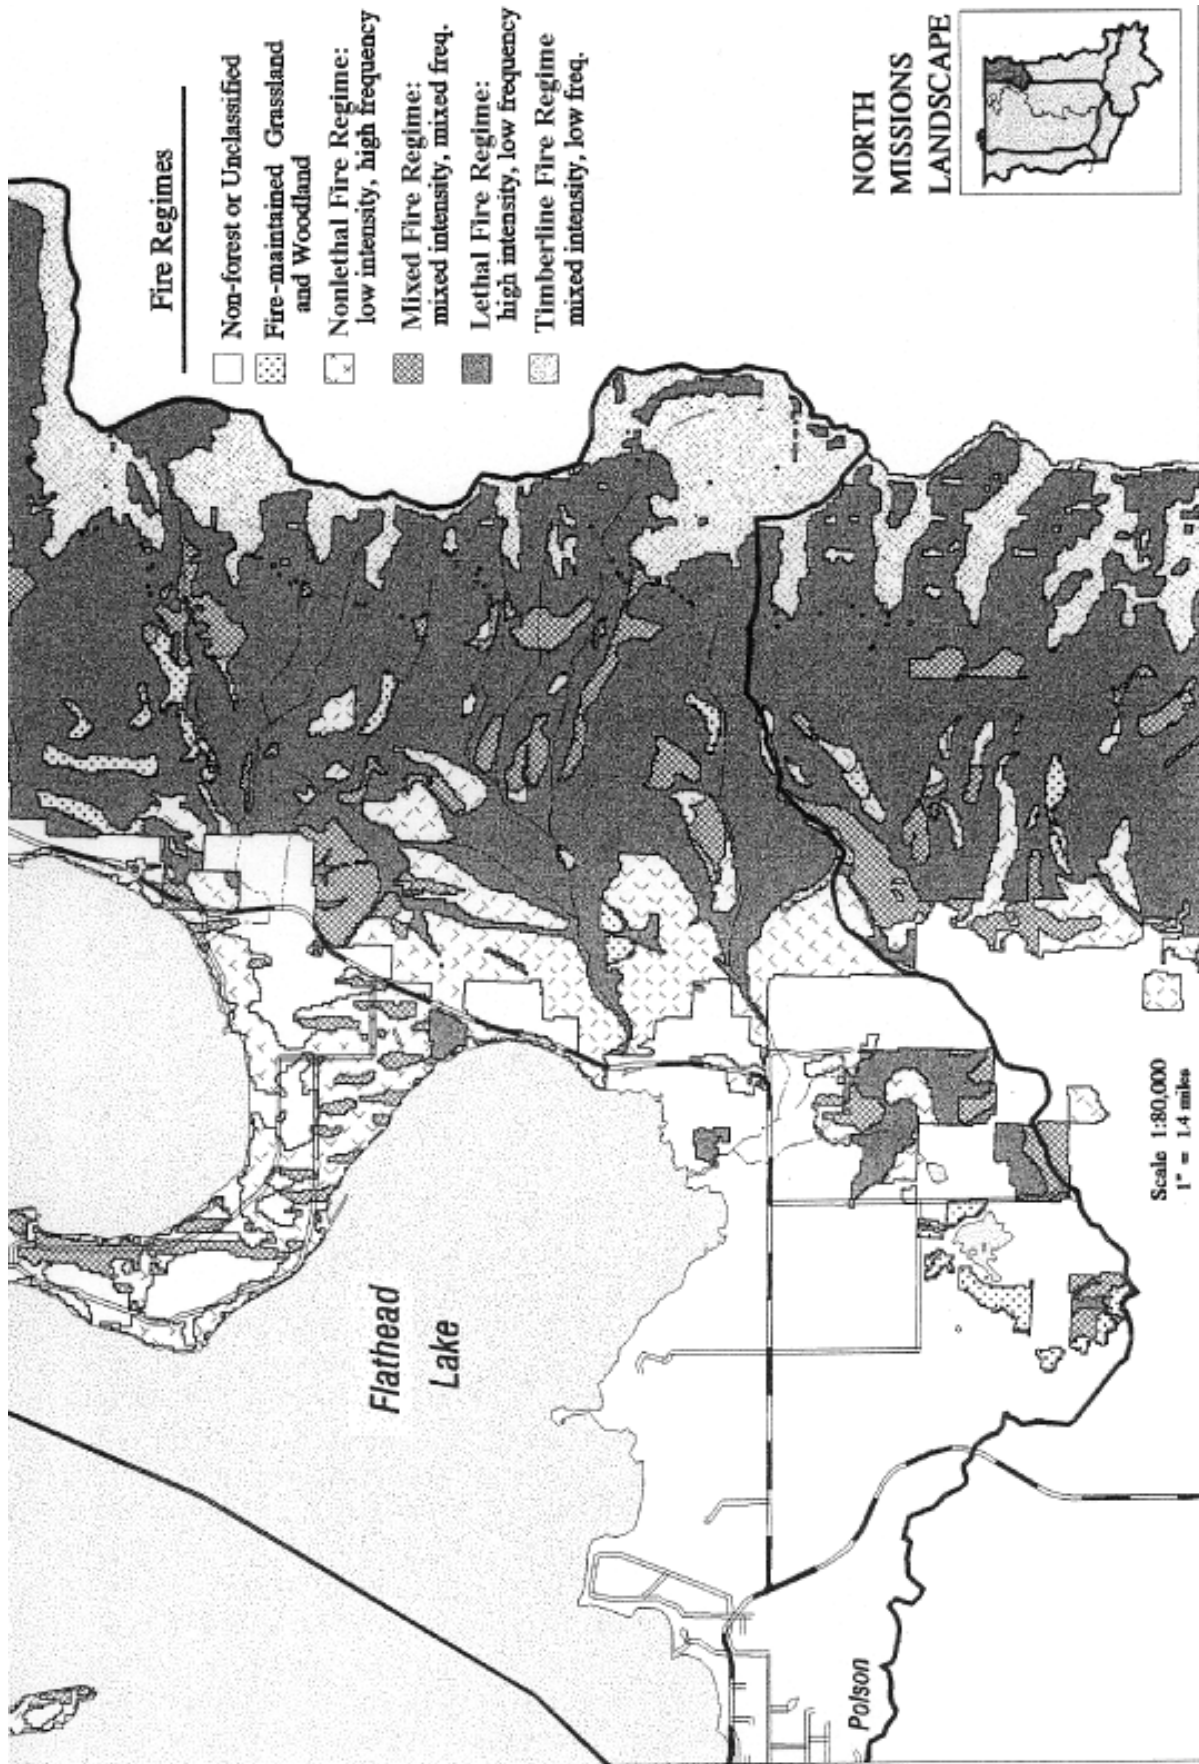 Fire Regimes
Non-forest or Unclassified
Fire-maintained Grassland
and Woodland
Nonlethal Fire Regime:
low intensity, high frequency
Mixed Fire Regime:
mixed intensity, mixed freq.
Lethal Fire Regime:
high intensity, low frequency
Timberline Fire Regime
mixed intensity, low freq.
NORTH
MISSIONS
LANDSCAPE
Flathead
Lake
Polson
Scale 1:80,000
1" = 1.4 miles